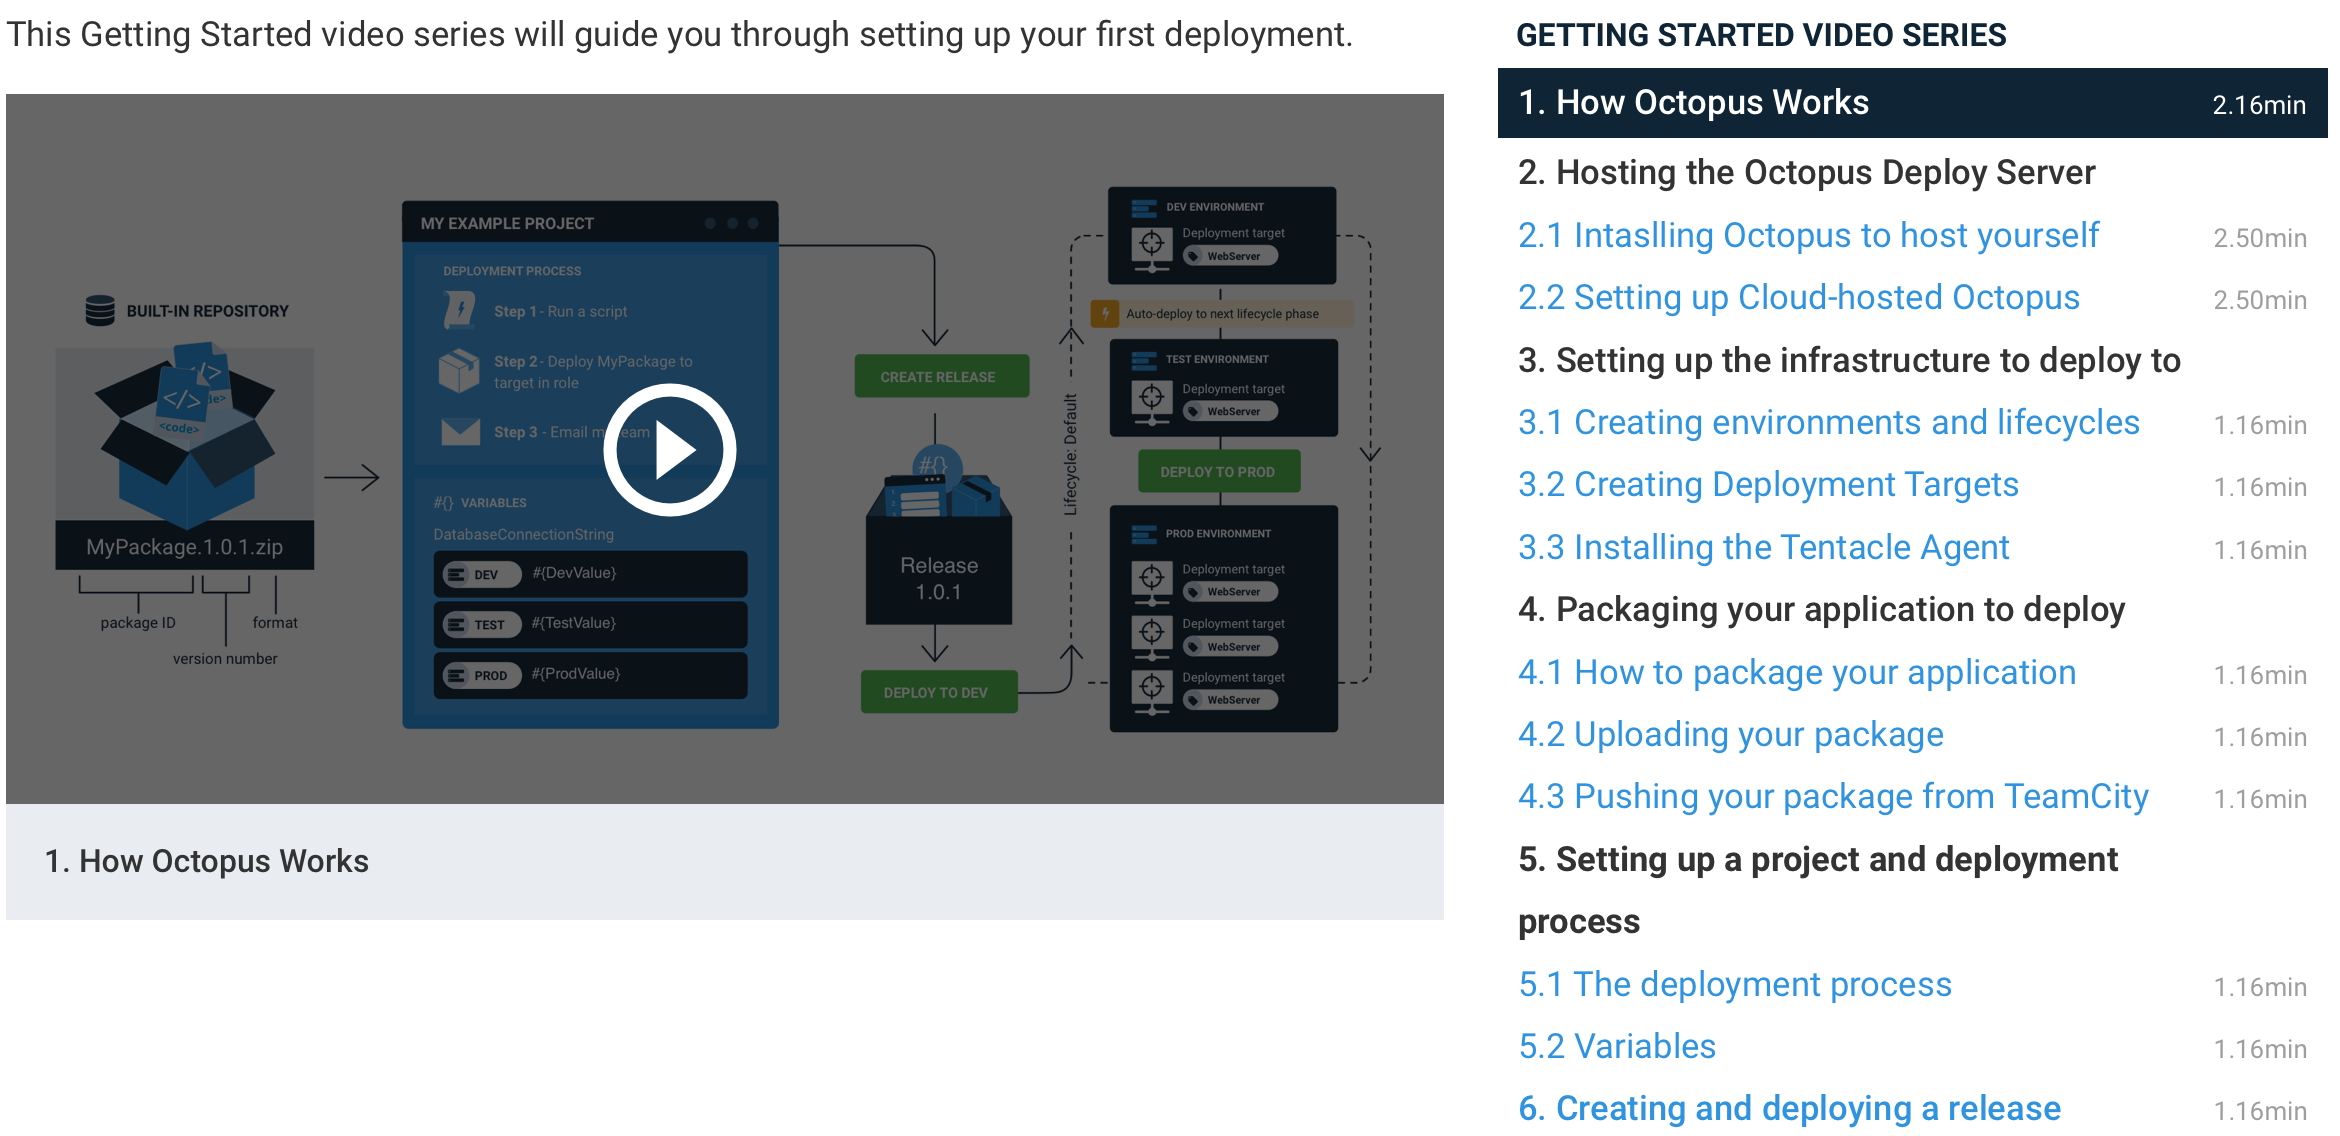 This Getting Started video series will guide you through setting up your first deployment.
BUILT-IN REPOSITORY
</>
</>
de>
<code>
MyPackage.1.0.1.zip
package ID
format
version number
MY EXAMPLE PROJECT
DEPLOYMENT PROCESS
Step 1 - Run a script
Step 2 - Deploy MyPackage to
target in role
Step 3 - Email m eam
#{} VARIABLES
DatabaseConnectionString
DEV #{DevValue}
TEST #{TestValue}
PROD #{ProdValue}
CREATE RELEASE
#{}
Release
1.0.1
DEPLOY TO DEV
Lifecycle: Default
DEV ENVIRONMENT
Deployment target
WebServer
Auto-deploy to next lifecycle phase
TEST ENVIRONMENT
Deployment target
WebServer
DEPLOY TO PROD
PROD ENVIRONMENT
Deployment target
WebServer
Deployment target
WebServer
Deployment target
WebServer
1. How Octopus Works
GETTING STARTED VIDEO SERIES
1. How Octopus Works 2.16min
2. Hosting the Octopus Deploy Server
2.1 Intaslling Octopus to host yourself 2.50min
2.2 Setting up Cloud-hosted Octopus 2.50min
3. Setting up the infrastructure to deploy to
3.1 Creating environments and lifecycles 1.16min
3.2 Creating Deployment Targets 1.16min
3.3 Installing the Tentacle Agent 1.16min
4. Packaging your application to deploy
4.1 How to package your application 1.16min
4.2 Uploading your package 1.16min
4.3 Pushing your package from TeamCity 1.16min
5. Setting up a project and deployment
process
5.1 The deployment process 1.16min
5.2 Variables 1.16min
6. Creating and deploying a release 1.16min